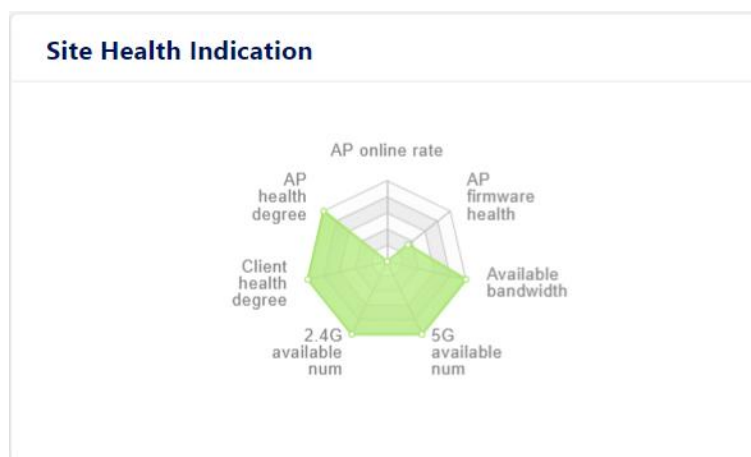 Site Health Indication
AP online rate
AP
health
degree
AP
firmware
health
Client
health
degree
Available
bandwidth
2.4G
available
num
5G
available
num